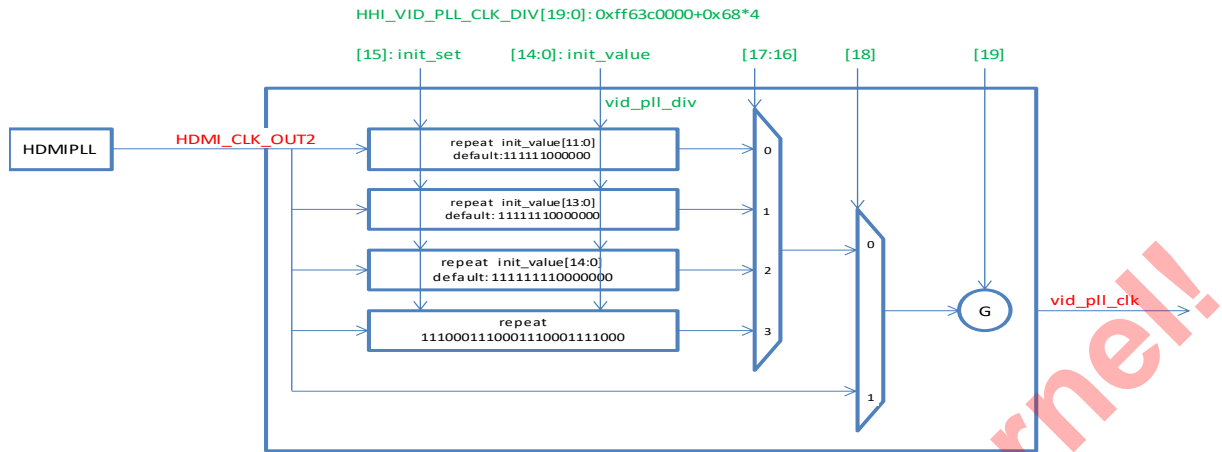 HHI_VID_PLL_CLK_DIV[19:0]: 0xff63c0000+0x68*4
[15]: init_set [14:0]: init_value [17:16] [18] [19]
vid_pll_div
HDMIPLL
HDMI_CLK_OUT2
repeat init_value[11:0]
default:111111000000
0
repeat init_value[13:0]
default: 11111110000000
1
repeat init_value[14:0]
default: 111111110000000
2
repeat
1110001110001110001111000
3
0
1
G
vid_pll_clk
rnel!